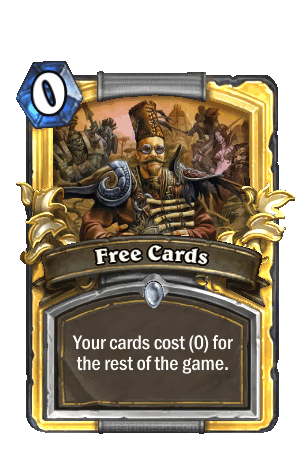 0
Free Cards
Your cards cost (0) for
the rest of the game.